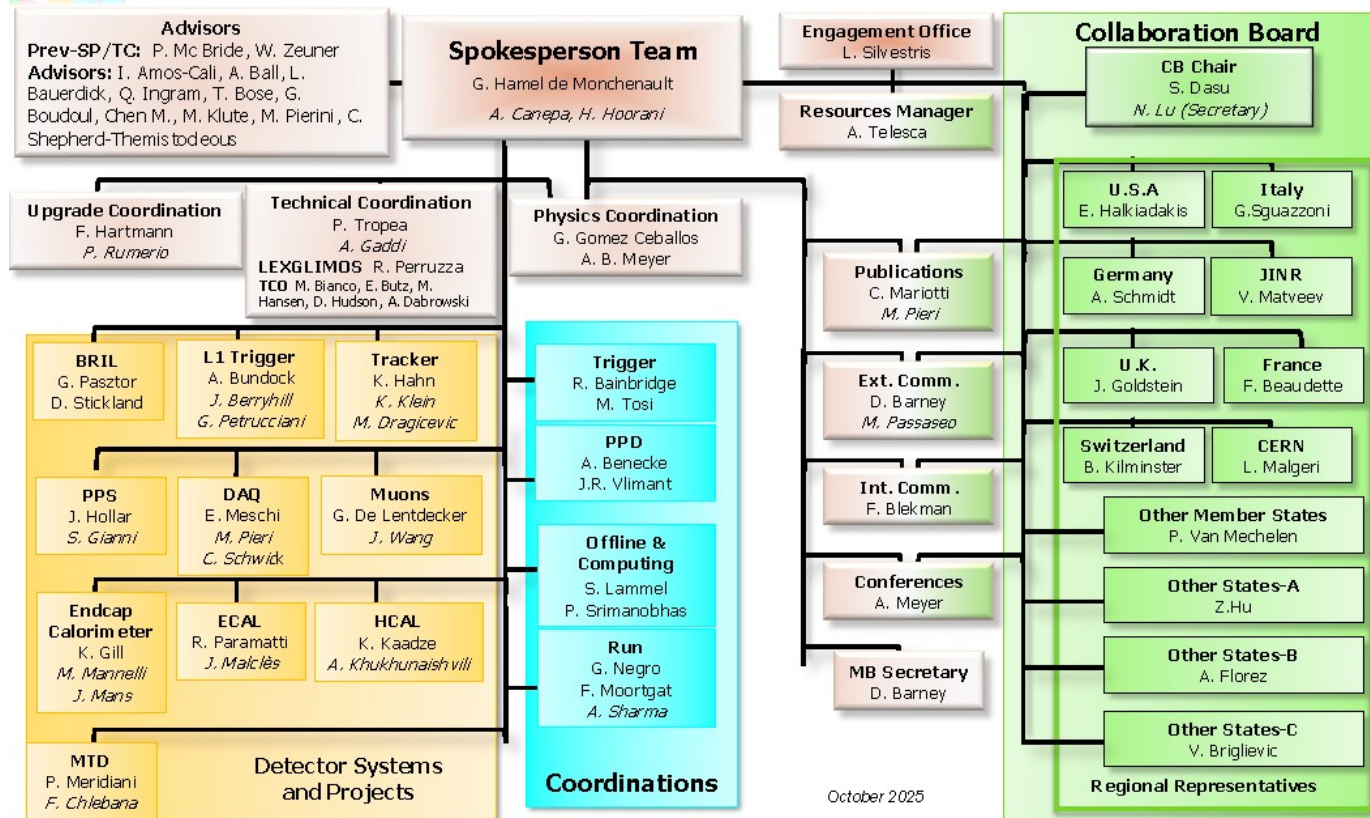 Advisors
Prev-SP/TC: P. Mc Bride, W. Zeuner
Advisors: I. Amos-Cali, A. Ball, L.
Bauerdick, Q. Ingram, T. Bose, G.
Boudoul, Chen M., M. Klute, M. Pierini, C.
Shepherd-Themistodeous
Spokesperson Team
G. Hamel de Monchenault
A. Canepa, H. Hoorani
Engagement Office
L. Silvestris
Resources Manager
A. Telesca
Collaboration Board
CB Chair
S. Dasu
N. Lu (Secretary)
Upgrade Coordination
F. Hartmann
P. Rumerio
Technical Coordination
P. Tropea
A. Gaddi
LEXGLIMOS R. Perruzza
TCO M. Bianco, E. Butz, M.
Hansen, D. Hudson, A. Dabrowski
Physics Coordination
G. Gomez Ceballos
A. B. Meyer
BRIL
G. Pasztor
D. Stickland
L1 Trigger
A. Bundock
J. Berryhill
G. Petrucciani
Tracker
K. Hahn
K. Klein
M. Dragicevic
PPS
J. Hollar
S. Gianni
DAQ
E. Meschi
M. Pieri
C. Schwick
Muons
G. De Lentdecker
J. Wang
Endcap
Calorimeter
K. Gill
M. Mannelli
J. Mans
ECAL
R. Paramatti
J. Malclès
HCAL
K. Kaadze
A. Khukhunaishvili
MTD
P. Meridiani
F. Chlebana
Detector Systems
and Projects
Trigger
R. Bainbridge
M. Tosi
PPD
A. Benecke
J.R. Vlimant
Offline &
Computing
S. Lammel
P. Srimanobhas
Run
G. Negro
F. Moortgat
A. Sharma
Coordinations
Publications
C. Mariotti
M. Pieri
Ext. Comm.
D. Barney
M. Passaseo
Int. Comm.
F. Blekman
Conferences
A. Meyer
MB Secretary
D. Barney
October 2025
U.S.A
E. Halkiadakis
Italy
G.Sguazzoni
Germany
A. Schmidt
JINR
V. Matveev
U.K.
J. Goldstein
France
F. Beaudette
Switzerland
B. Kilminster
CERN
L. Malgeri
Other Member States
P. Van Mechelen
Other States-A
Z.Hu
Other States-B
A. Florez
Other States-C
V. Briglievic
Regional Representatives